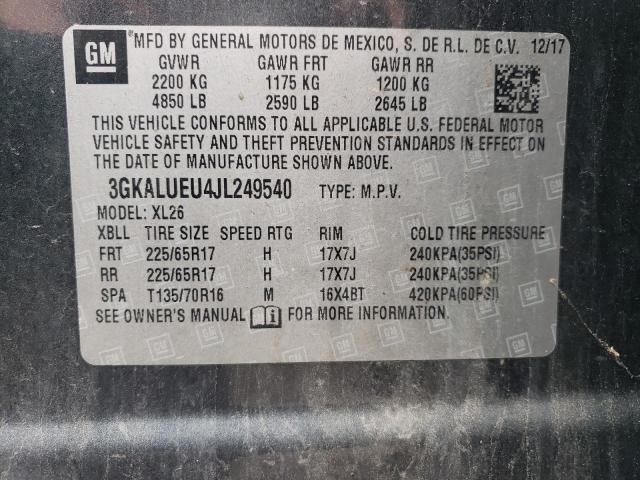 GM MFD BY GENERAL MOTORS DE MEXICO, S. DE R.L. DE C.V. 12/17
GVWR GAWR FRT GAWR RR
2200 KG 1175 KG 1200 KG
4850 LB 2590 LB 2645 LB
THIS VEHICLE CONFORMS TO ALL APPLICABLE U.S. FEDERAL MOTOR
VEHICLE SAFETY AND THEFT PREVENTION STANDARDS IN EFFECT ON
THE DATE OF MANUFACTURE SHOWN ABOVE.
3GKALUEU4JL249540 TYPE: M.P.V.
MODEL: XL26
XBLL TIRE SIZE SPEED RTG RIM COLD TIRE PRESSURE
FRT 225/65R17 H 17X7J 240KPA(35PSI)
RR 225/65R17 H 17X7J 240KPA(35PSI)
SPA T135/70R16 M 16X4BT 420KPA(60PSI)
SEE OWNER'S MANUAL FOR MORE INFORMATION.